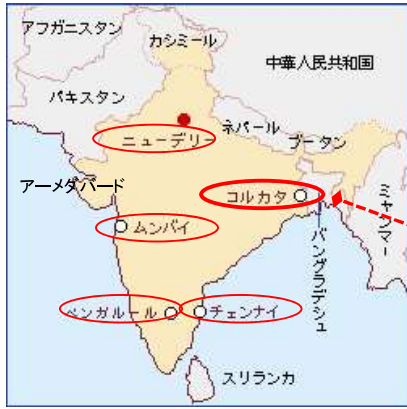 アフガニスタン
カシミール
中華人民共和国
パキスタン
ネパール
ブータン
ニューデリー
アーメダバード
コルカタ
ミャンマー
ムンバイ
バングラデシュ
ベンガルール
チェンナイ
スリランカ